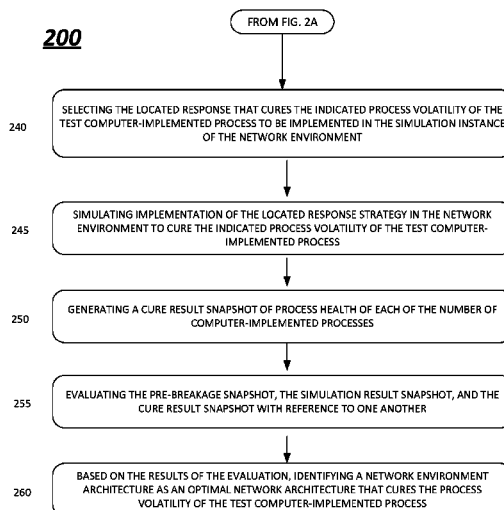 200
FROM FIG. 2A
240
SELECTING THE LOCATED RESPONSE THAT CURES THE INDICATED PROCESS VOLATILITY OF THE
TEST COMPUTER-IMPLEMENTED PROCESS TO BE IMPLEMENTED IN THE SIMULATION INSTANCE
OF THE NETWORK ENVIRONMENT
245
SIMULATING IMPLEMENTATION OF THE LOCATED RESPONSE STRATEGY IN THE NETWORK
ENVIRONMENT TO CURE THE INDICATED PROCESS VOLATILITY OF THE TEST COMPUTER-
IMPLEMENTED PROCESS
250
GENERATING A CURE RESULT SNAPSHOT OF PROCESS HEALTH OF EACH OF THE NUMBER OF
COMPUTER-IMPLEMENTED PROCESSES
255
EVALUATING THE PRE-BREAKAGE SNAPSHOT, THE SIMULATION RESULT SNAPSHOT, AND THE
CURE RESULT SNAPSHOT WITH REFERENCE TO ONE ANOTHER
260
BASED ON THE RESULTS OF THE EVALUATION, IDENTIFYING A NETWORK ENVIRONMENT
ARCHITECTURE AS AN OPTIMAL NETWORK ARCHITECTURE THAT CURES THE PROCESS
VOLATILITY OF THE TEST COMPUTER-IMPLEMENTED PROCESS